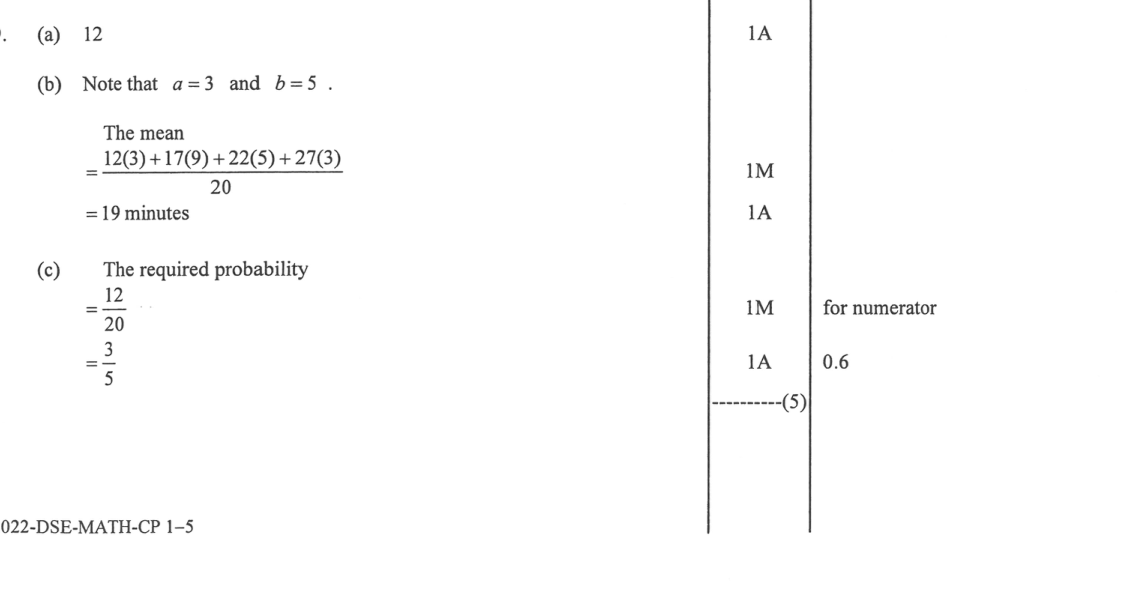 . (a) 12 1A
(b) Note that a = 3 and b = 5 .
The mean
= 12(3)+17(9)+22(5)+27(3) / 20 1M
= 19 minutes 1A
(c) The required probability
= 12/20 1M for numerator
= 3/5 1A 0.6
----------(5)
022-DSE-MATH-CP 1–5